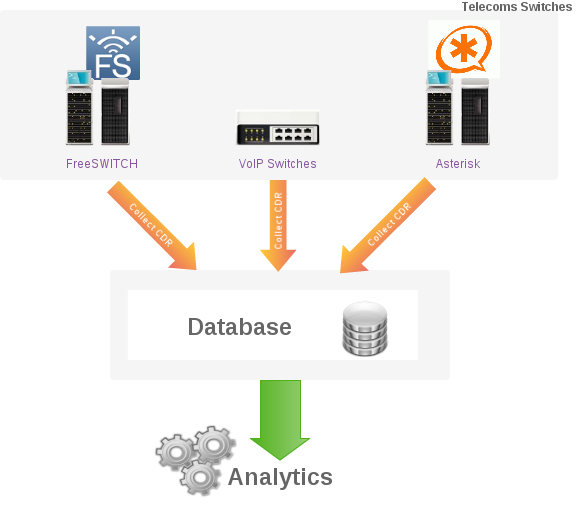 Telecoms Switches
FS
FreeSWITCH
VoIP Switches
Asterisk
Collect CDR
Collect CDR
Collect CDR
Database
Analytics